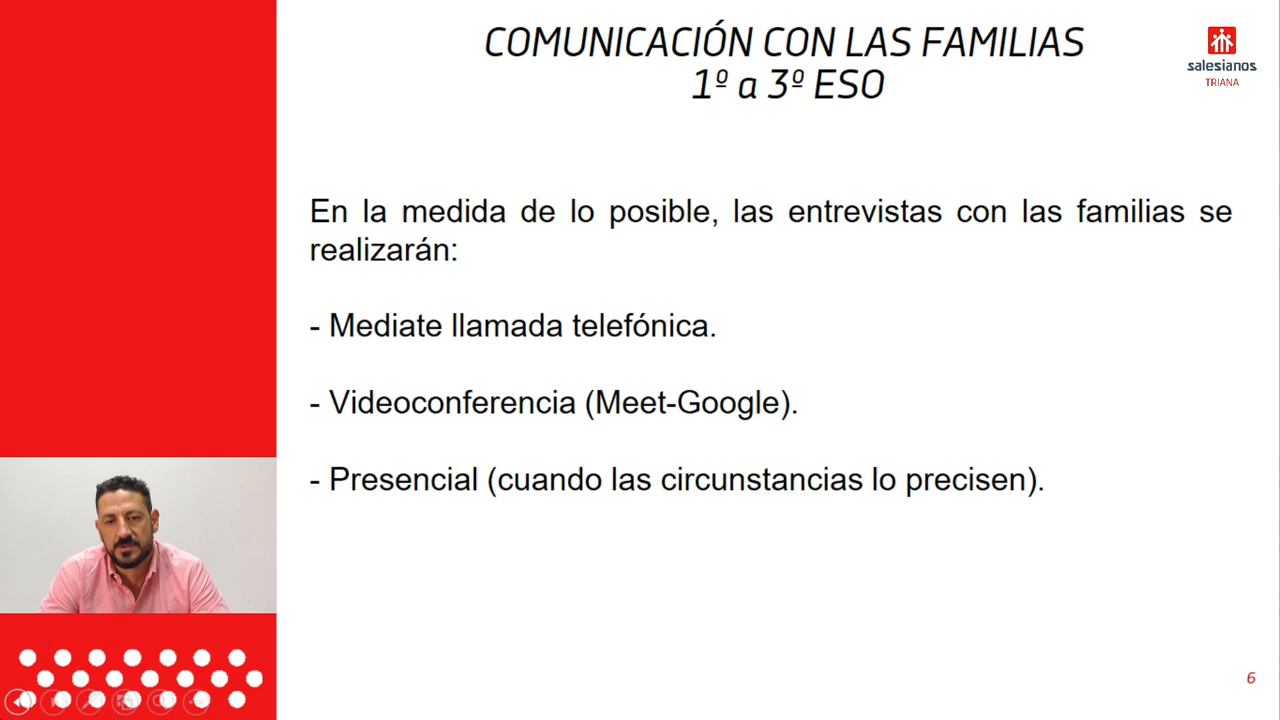 COMUNICACIÓN CON LAS FAMILIAS
1º a 3º ESO
salesianos
TRIANA
En la medida de lo posible, las entrevistas con las familias se
realizarán:
- Mediate llamada telefónica.
- Videoconferencia (Meet-Google).
- Presencial (cuando las circunstancias lo precisen).
6